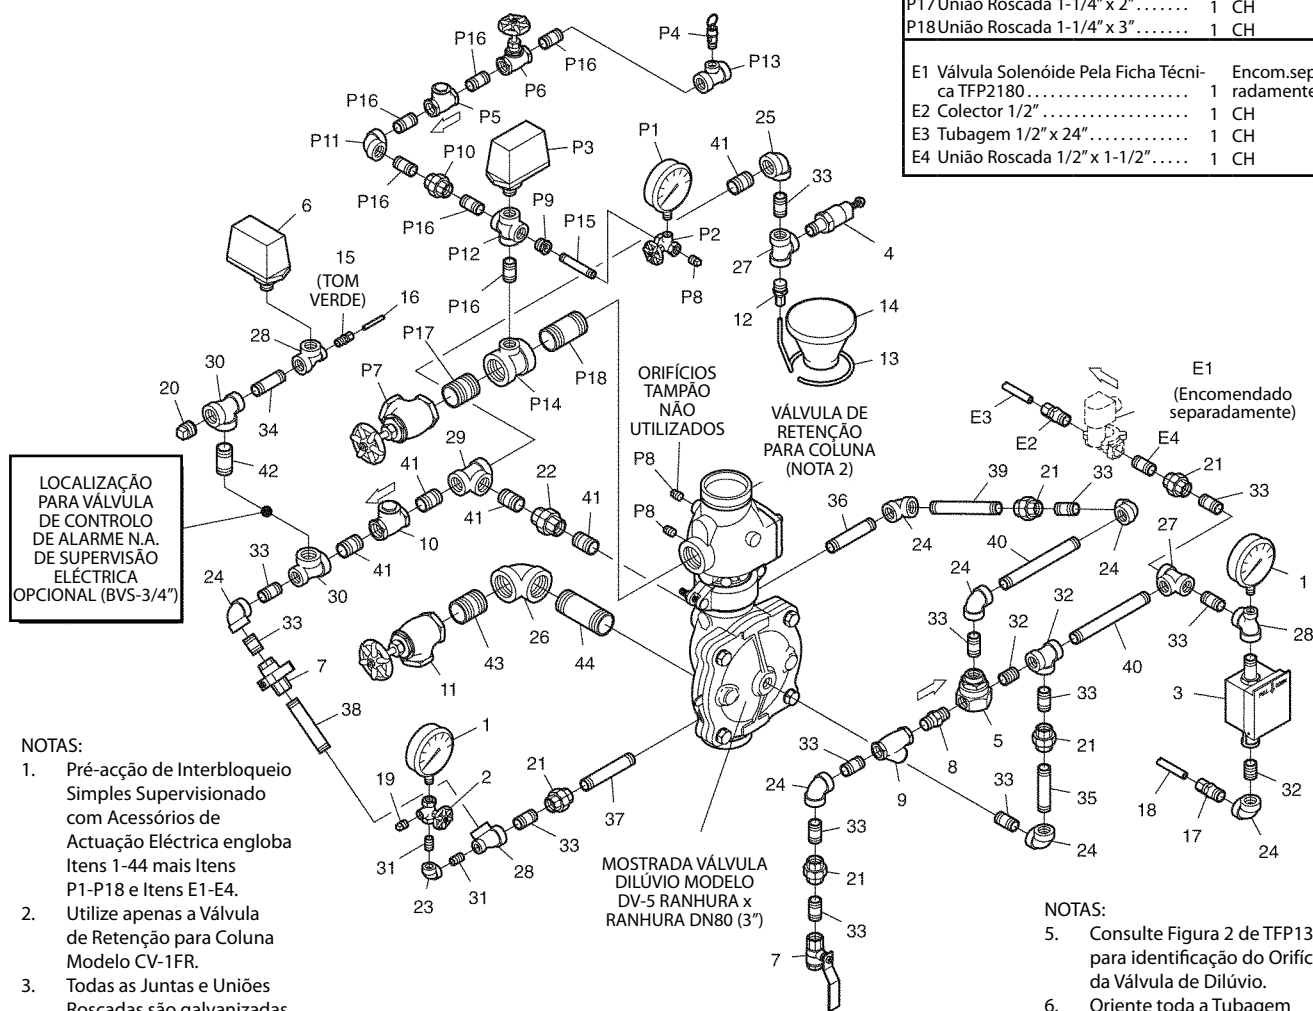 P17 União Roscada 1-1/4” x 2”....... 1 CH
P18 União Roscada 1-1/4” x 3”....... 1 CH
E1 Válvula Solenóide Pela Ficha Técni-
ca TFP2180.................... 1
Encom.sep
radamente
E2 Colector 1/2” .................. 1 CH
E3 Tubagem 1/2” x 24”............. 1 CH
E4 União Roscada 1/2” x 1-1/2”..... 1 CH
P16
P16
P6
P4
P13
P16
P5
P11
P10
P3
P1
25
41
P16
P16
P9
P15
33
P12
P2
27
4
P8
6
15
(TOM
VERDE)
16
P16
12
14
28
P17
13
30
P7
P18
20
34
P14
ORIFÍCIOS
TAMPÃO
NÃO
UTILIZADOS
VÁLVULA DE
RETENÇÃO
PARA COLUNA
(NOTA 2)
E1
(Encomendado
separadamente)
E3
E2
E4
42
29
41
22
P8
P8
39
21
33
21
33
36
41
41
24
40
24
27
LOCALIZAÇÃO
PARA VÁLVULA
DE CONTROLO
DE ALARME N.A.
DE SUPERVISÃO
ELÉCTRICA
OPCIONAL (BVS-3/4”)
10
33
41
24
30
24
1
33
32
32
33
28
33
26
40
43
44
11
7
33
3
38
5
21
8
33
9
33
35
32
1
19
2
21
24
18
17
24
24
33
37
31
28
33
21
31
23
33
7
NOTAS:
1. Pré-acção de Interbloqueio
Simples Supervisionado
com Acessórios de
Actuação Eléctrica engloba
Itens 1-44 mais Itens
P1-P18 e Itens E1-E4.
2. Utilize apenas a Válvula
de Retenção para Coluna
Modelo CV-1FR.
3. Todas as Juntas e Uniões
Roscadas são galvanizadas
MOSTRADA VÁLVULA
DILÚVIO MODELO
DV-5 RANHURA x
RANHURA DN80 (3”)
NOTAS:
5. Consulte Figura 2 de TFP13
para identificação do Orifíc
da Válvula de Dilúvio.
6. Oriente toda a Tubagem